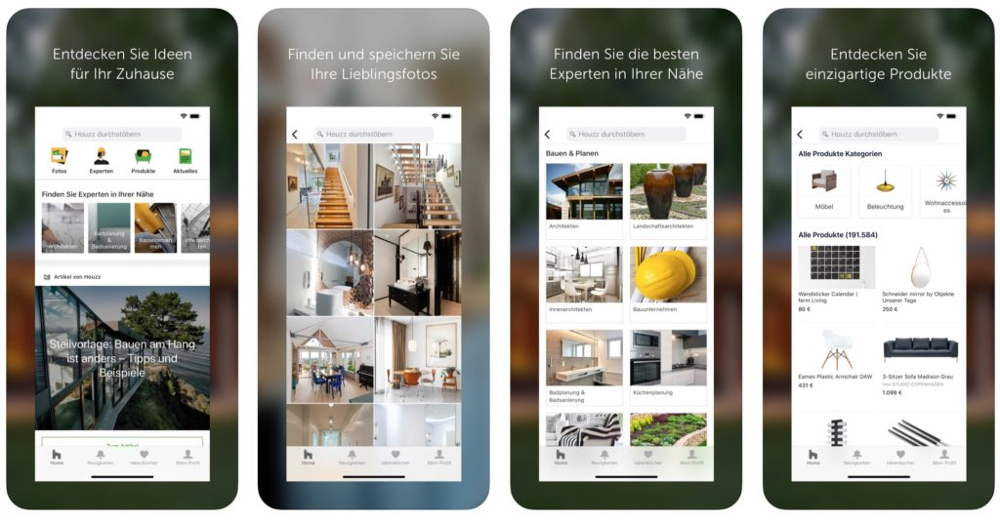 Entdecken Sie Ideen
für Ihr Zuhause
Houzz durchstöbern
Fotos
Experten
Produkte
Aktuelles
Finden Sie Experten in Ihrer Nähe
Architekten
Badplanung
&
Badsanierung
Bauunterneh
men
Innenarchit
ten
Artikel von Houzz
Steilvorlage: Bauen am Hang
ist anders – Tipps und
Beispiele
Zum Artikel
Home
Neuigkeiten
Ideenbücher
Mein Profil
Finden und speichern Sie
Ihre Lieblingsfotos
Houzz durchstöbern
Home
Neuigkeiten
Ideenbücher
Mein Profil
Finden Sie die besten
Experten in Ihrer Nähe
Houzz durchstöbern
Bauen & Planen
Architekten
Landschaftsarchitekten
Innenarchitekten
Bauunternehmen
Badplanung &
Badsanierung
Küchenplanung
Home
Neuigkeiten
Ideenbücher
Mein Profil
Entdecken Sie
einzigartige Produkte
Houzz durchstöbern
Alle Produkte Kategorien
Möbel
Beleuchtung
Wohnaccessoi
es
Alle Produkte (191.584)
Wandsticker Calendar (
ferm Living
80 €
Schneider mirror by Objekte
Unserer Tage
250 €
Eames Plastic Armchair DAW
431 €
3-Sitzer Sofa Madison Grau
Von STUDIO COPENHAGEN
1.099 €
Home
Neuigkeiten
Ideenbücher
Mein Profil